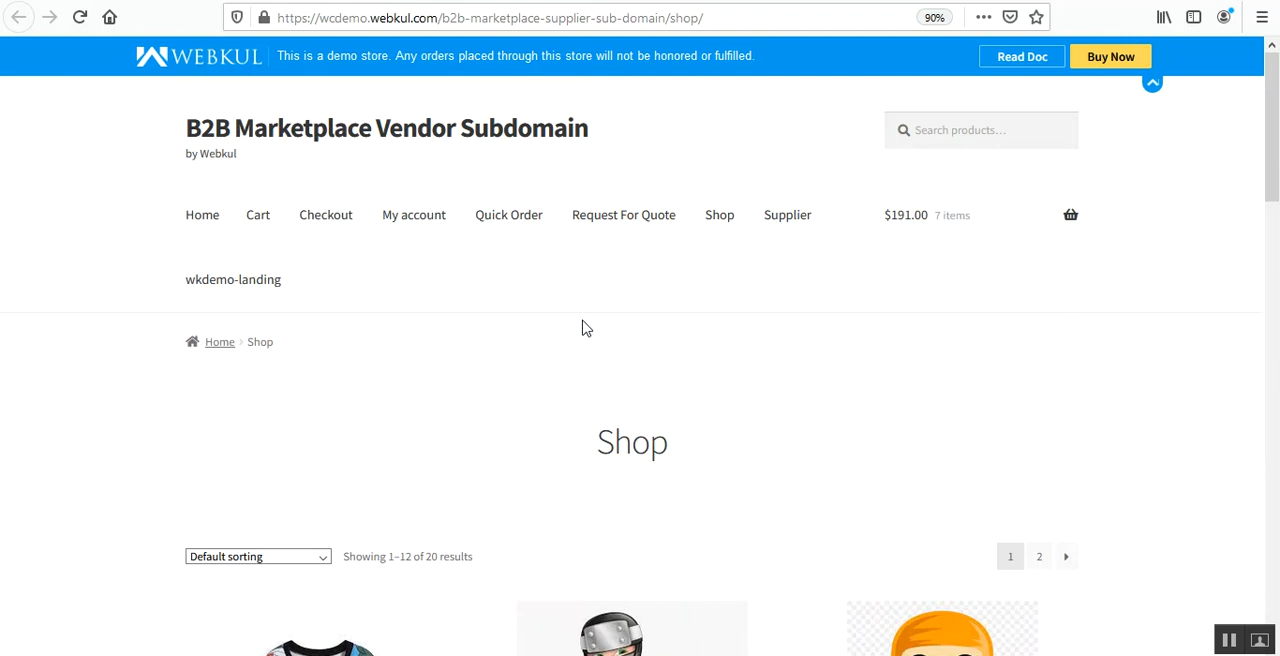 https://wcdemo.webkul.com/b2b-marketplace-supplier-sub-domain/shop/
90%
WEBKUL
This is a demo store. Any orders placed through this store will not be honored or fulfilled.
Read Doc
Buy Now
B2B Marketplace Vendor Subdomain
by Webkul
Search products…
Home Cart Checkout My account Quick Order Request For Quote Shop Supplier
$191.00 7 items
wkdemo-landing
Home Shop
Shop
Default sorting
Showing 1–12 of 20 results
1 2